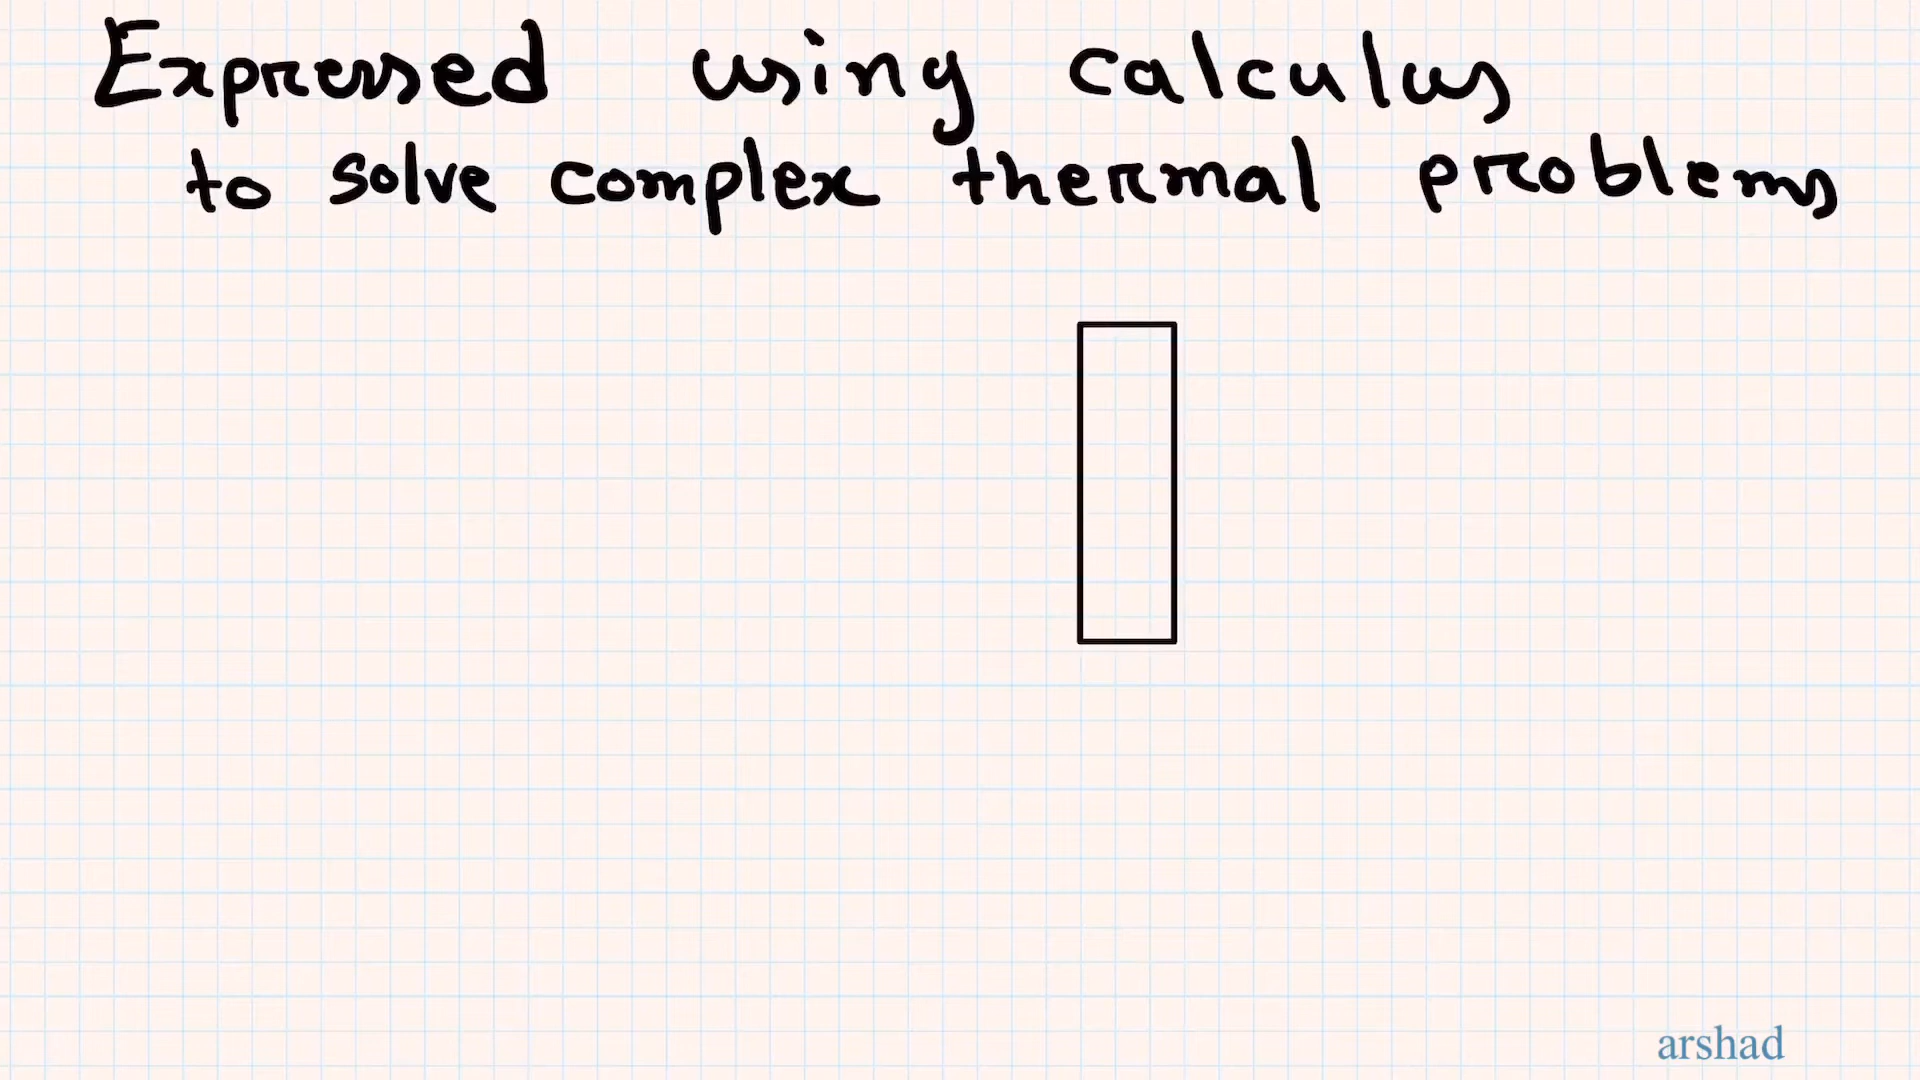 Expressed using calculus
to solve complex thermal problems
arshad